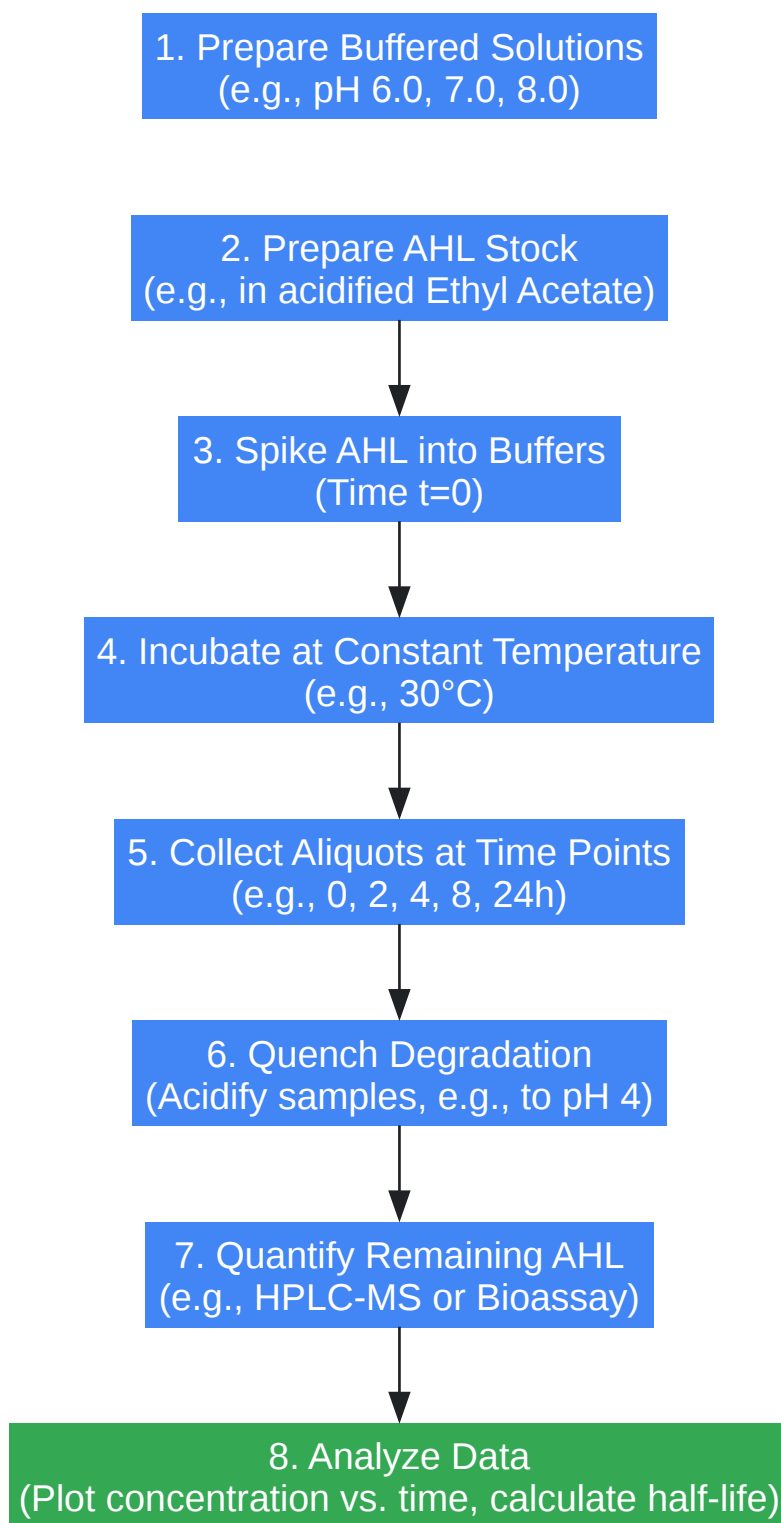 1. Prepare Buffered Solutions
(e.g., pH 6.0, 7.0, 8.0)
2. Prepare AHL Stock
(e.g., in acidified Ethyl Acetate)
3. Spike AHL into Buffers
(Time t=0)
4. Incubate at Constant Temperature
(e.g., 30°C)
5. Collect Aliquots at Time Points
(e.g., 0, 2, 4, 8, 24h)
6. Quench Degradation
(Acidify samples, e.g., to pH 4)
7. Quantify Remaining AHL
(e.g., HPLC-MS or Bioassay)
8. Analyze Data
(Plot concentration vs. time, calculate half-life)